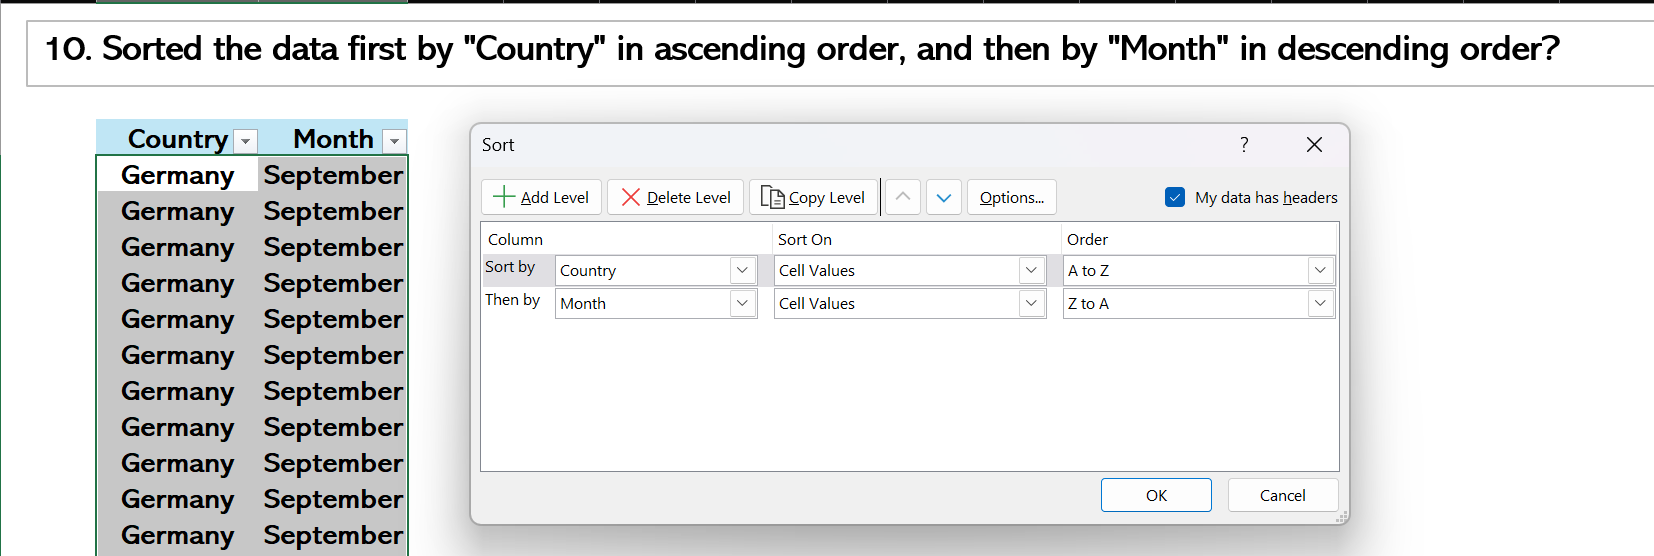 10. Sorted the data first by "Country" in ascending order, and then by "Month" in descending order?
Country Month
Germany September
Germany September
Germany September
Germany September
Germany September
Germany September
Germany September
Germany September
Germany September
Germany September
Germany September
Sort ?
Add Level Delete Level Copy Level Options... My data has headers
Column Sort On Order
Sort by Country Cell Values A to Z
Then by Month Cell Values Z to A
OK Cancel